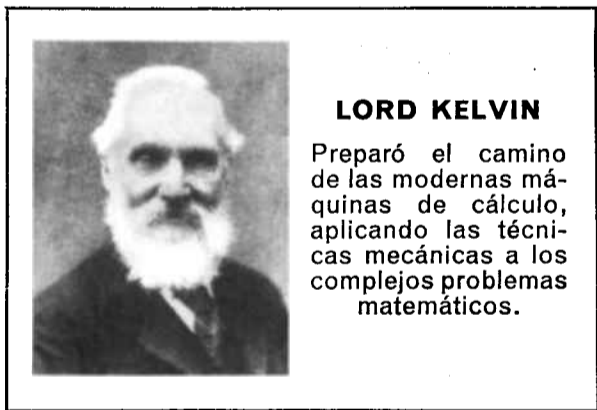 LORD KELVIN
Preparó el camino
de las modernas má-
quinas de cálculo,
aplicando las técni-
cas mecánicas a los
complejos problemas
matemáticos.